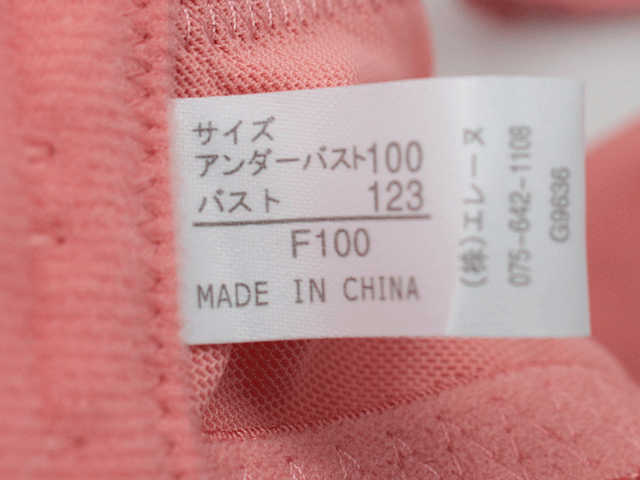 サイズ
アンダーバスト100
バスト 123
F100
MADE IN CHINA
(株)エレーヌ
075-642-1108
G9636